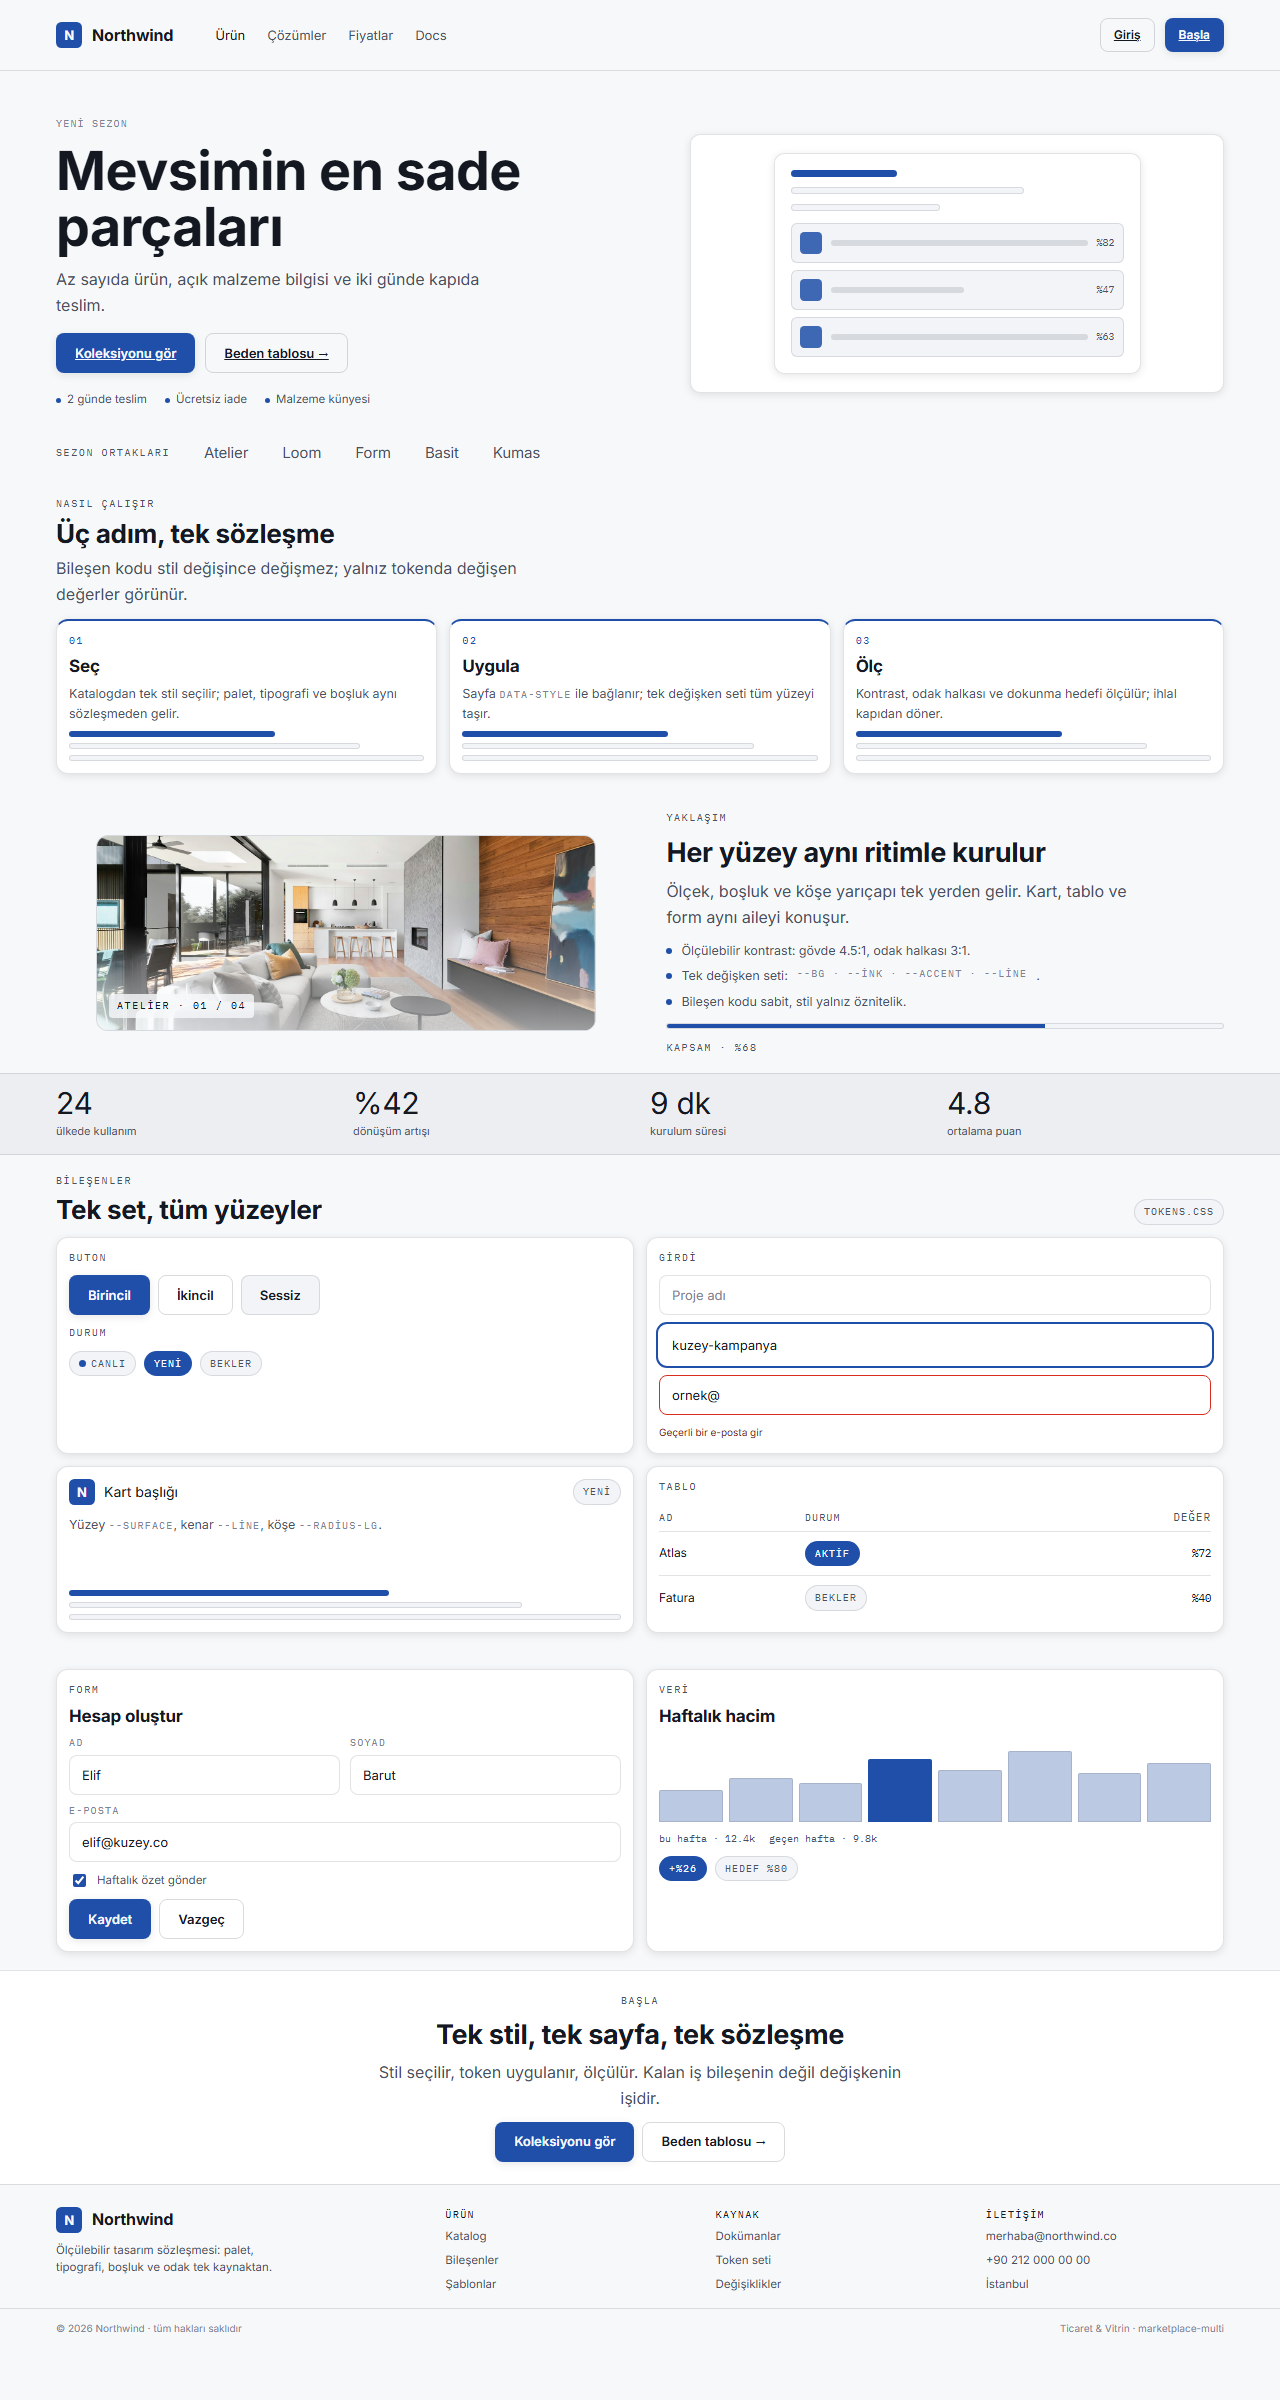 N Northwind Ürün Çözümler Fiyatlar Docs Giriş Başla
YENİ SEZON
Mevsimin en sade
parçaları
Az sayıda ürün, açık malzeme bilgisi ve iki günde kapıda
teslim.
Koleksiyonu gör Beden tablosu →
2 günde teslim Ücretsiz iade Malzeme künyesi
%82
%47
%63
SEZON ORTAKLARI Atelier Loom Form Basit Kumas
NASIL ÇALIŞIR
Üç adım, tek sözleşme
Bileşen kodu stil değişince değişmez; yalnız tokenda değişen
değerler görünür.
01
Seç
Katalogdan tek stil seçilir; palet, tipografi ve boşluk aynı
sözleşmeden gelir.
02
Uygula
Sayfa DATA-STYLE ile bağlanır; tek değişken seti tüm yüzeyi
taşır.
03
Ölç
Kontrast, odak halkası ve dokunma hedefi ölçülür; ihlal
kapıdan döner.
ATELİER · 01 / 04
YAKLAŞIM
Her yüzey aynı ritimle kurulur
Ölçek, boşluk ve köşe yarıçapı tek yerden gelir. Kart, tablo ve
form aynı aileyi konuşur.
Ölçülebilir kontrast: gövde 4.5:1, odak halkası 3:1.
Tek değişken seti: --BG · --İNK · --ACCENT · --LİNE .
Bileşen kodu sabit, stil yalnız öznitelik.
KAPSAM · %68
24
ülkede kullanım
%42
dönüşüm artışı
9 dk
kurulum süresi
4.8
ortalama puan
BİLEŞENLER
Tek set, tüm yüzeyler
TOKENS.CSS
BUTON
Birincil İkincil Sessiz
DURUM
CANLI YENİ BEKLER
GİRDİ
Proje adı
kuzey-kampanya
ornek@
Geçerli bir e-posta gir
N Kart başlığı YENİ
Yüzey --SURFACE, kenar --LİNE, köşe --RADİUS-LG.
TABLO
AD DURUM DEĞER
Atlas AKTİF %72
Fatura BEKLER %40
FORM
Hesap oluştur
AD SOYAD
Elif Barut
E-POSTA
elif@kuzey.co
Haftalık özet gönder
Kaydet Vazgeç
VERİ
Haftalık hacim
bu hafta · 12.4k geçen hafta · 9.8k
+%26 HEDEF %80
BAŞLA
Tek stil, tek sayfa, tek sözleşme
Stil seçilir, token uygulanır, ölçülür. Kalan iş bileşenin değil değişkenin
işidir.
Koleksiyonu gör Beden tablosu →
N Northwind
Ölçülebilir tasarım sözleşmesi: palet,
tipografi, boşluk ve odak tek kaynaktan.
ÜRÜN
Katalog
Bileşenler
Şablonlar
KAYNAK
Dokümanlar
Token seti
Değişiklikler
İLETİŞİM
merhaba@northwind.co
+90 212 000 00 00
İstanbul
© 2026 Northwind · tüm hakları saklıdır
Ticaret & Vitrin · marketplace-multi